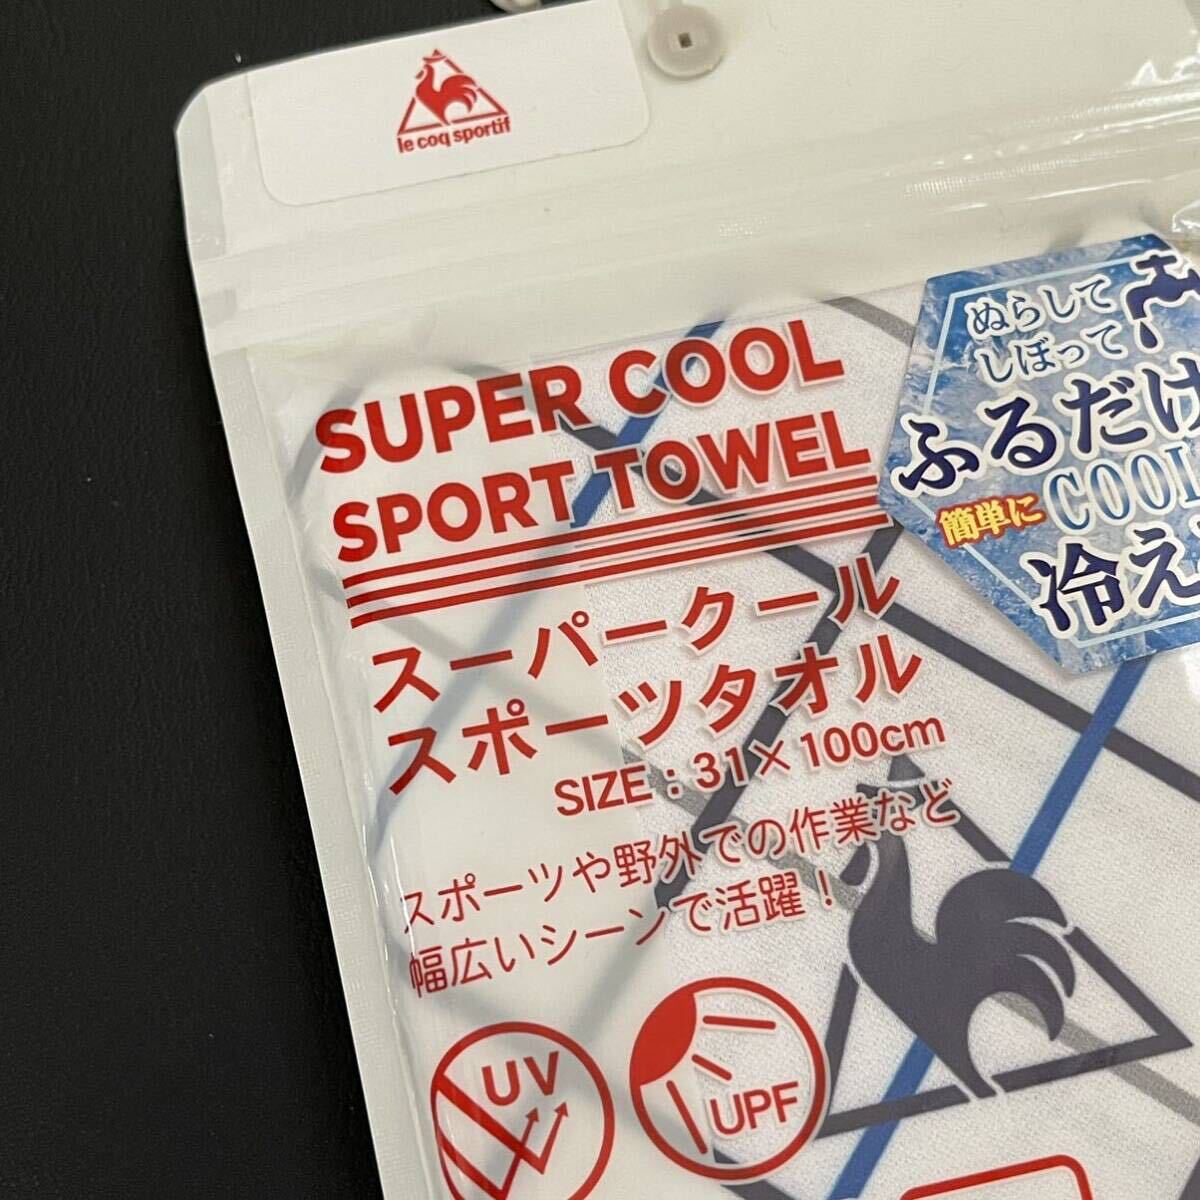 le coq sportif
SUPER COOL
SPORT TOWEL
スーパークール
スポーツタオル
SIZE：31×100cm
スポーツや野外での作業など
幅広いシーンで活躍！
ぬらして
しぼって
ふるだけ
簡単に COOL
冷え
UV
UPF